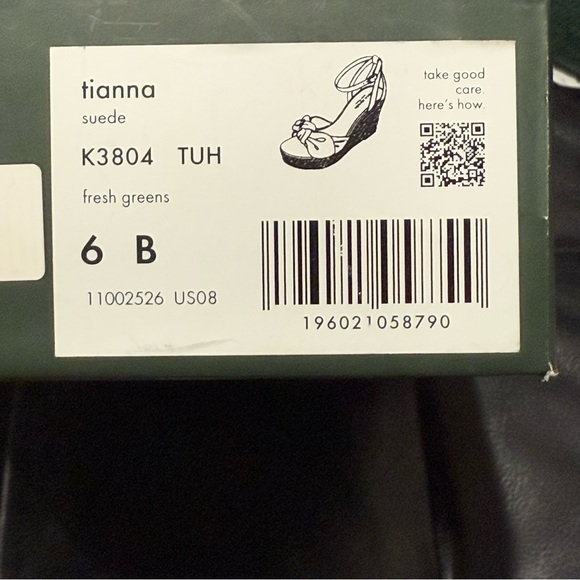 tianna
suede
K3804 TUH
fresh greens
6 B
11002526 US08
take good
care.
here's how.
196021058790